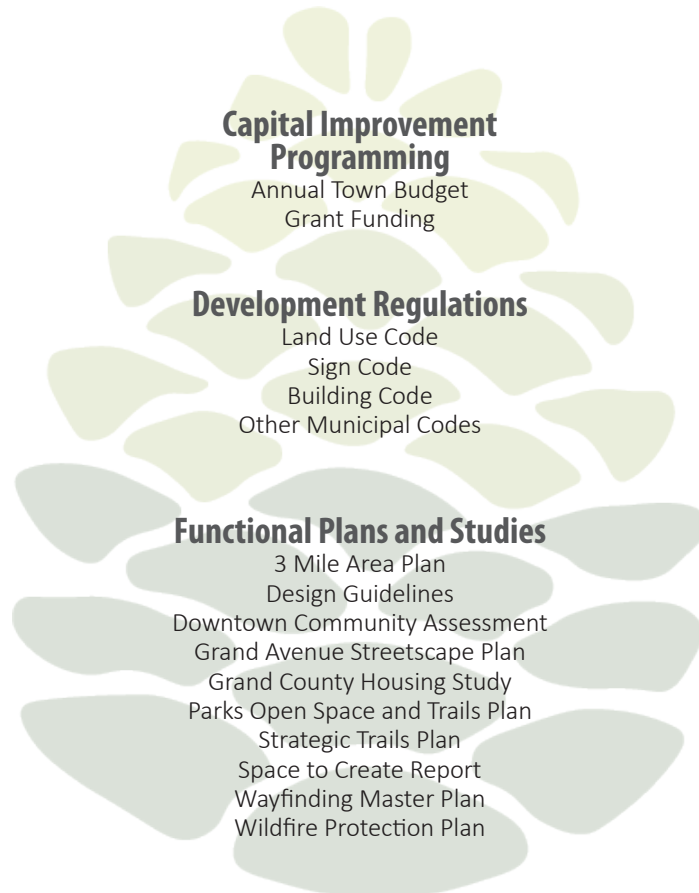 Capital Improvement
Programming
Annual Town Budget
Grant Funding
Development Regulations
Land Use Code
Sign Code
Building Code
Other Municipal Codes
Functional Plans and Studies
3 Mile Area Plan
Design Guidelines
Downtown Community Assessment
Grand Avenue Streetscape Plan
Grand County Housing Study
Parks Open Space and Trails Plan
Strategic Trails Plan
Space to Create Report
Wayfinding Master Plan
Wildfire Protection Plan